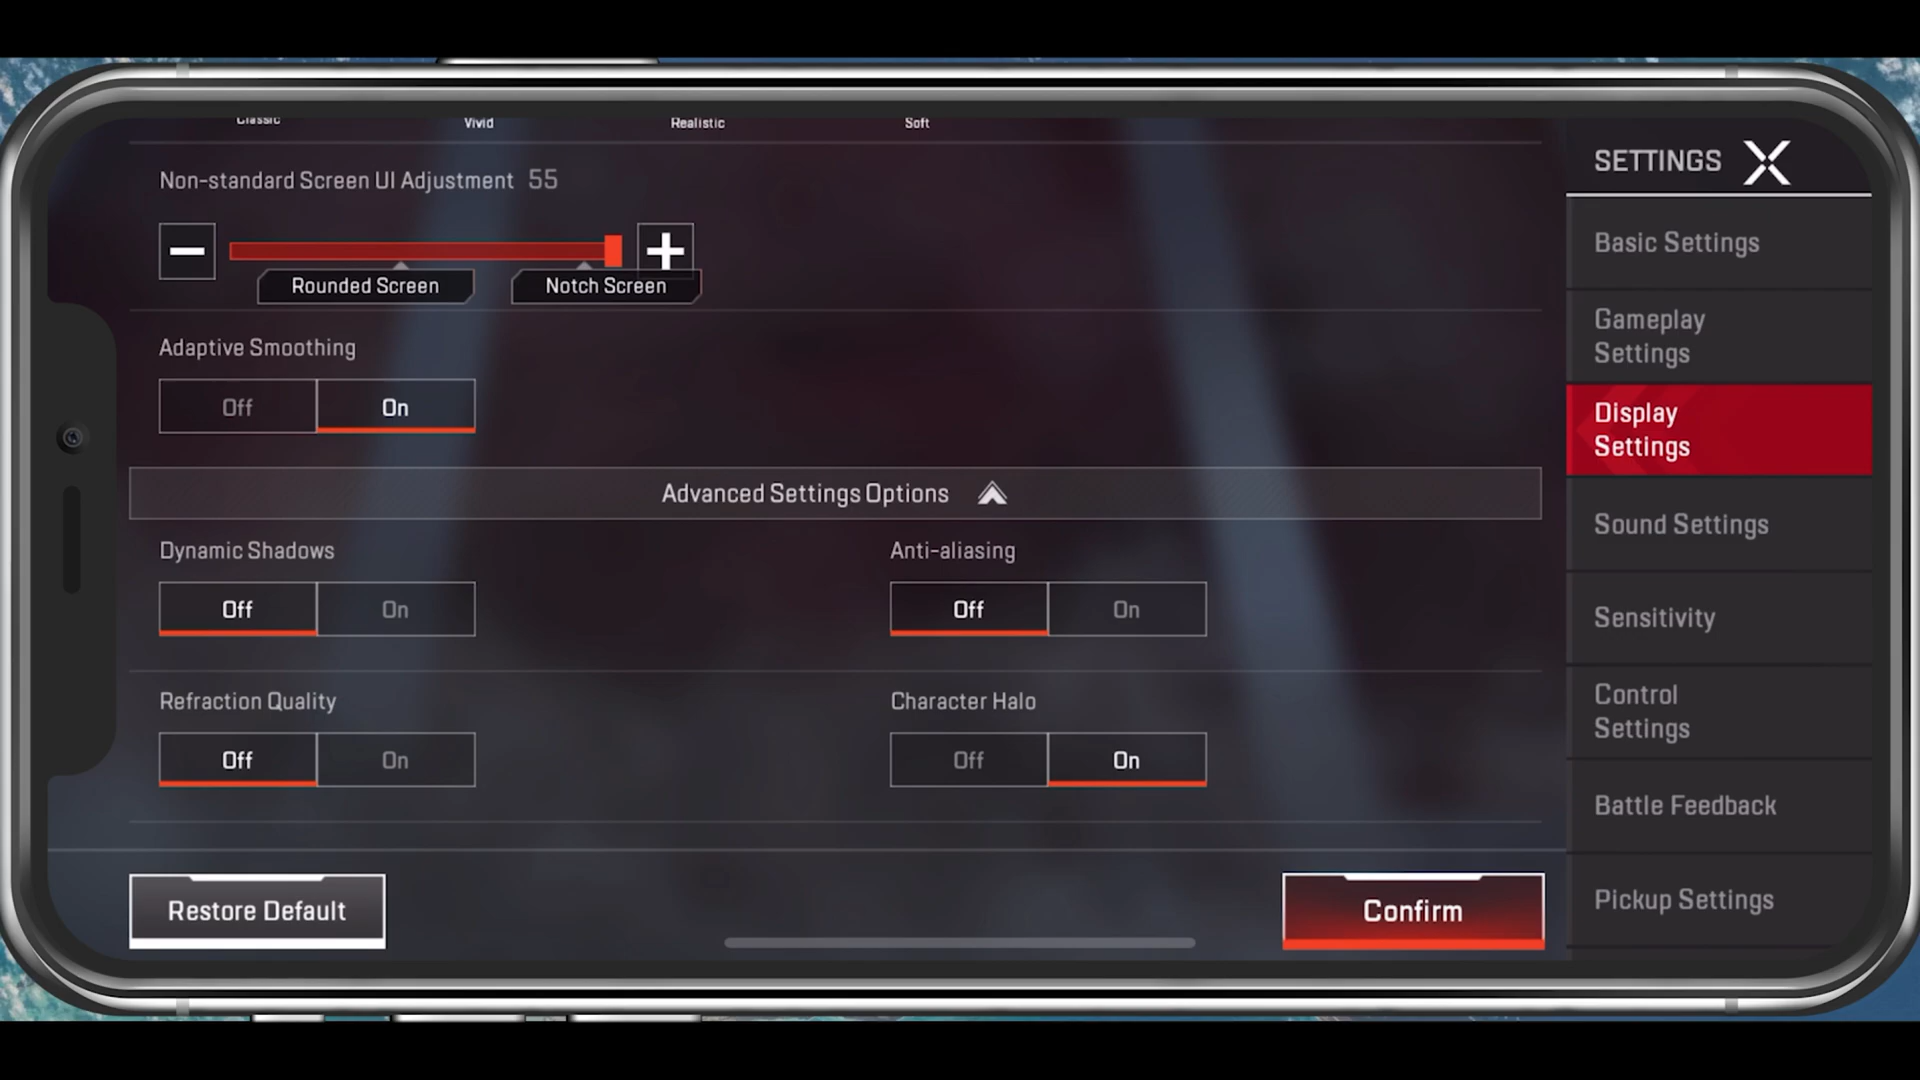 Classic
Vivid
Realistic
Soft
Non-standard Screen UI Adjustment 55
Rounded Screen
Notch Screen
Adaptive Smoothing
Off
On
Advanced Settings Options
Dynamic Shadows
Off
On
Anti-aliasing
Off
On
Refraction Quality
Off
On
Character Halo
Off
On
Restore Default
Confirm
SETTINGS
Basic Settings
Gameplay
Settings
Display
Settings
Sound Settings
Sensitivity
Control
Settings
Battle Feedback
Pickup Settings